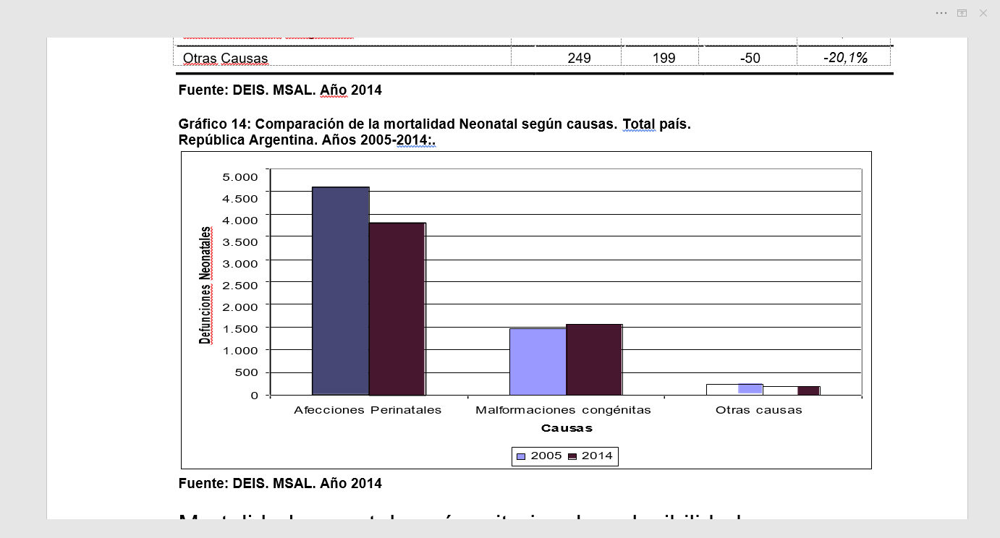 Otras Causas 249 199 -50 -20,1%
Fuente: DEIS. MSAL. Año 2014
Gráfico 14: Comparación de la mortalidad Neonatal según causas. Total país.
República Argentina. Años 2005-2014:.
Defunciones Neonatales
5.000
4.500
4.000
3.500
3.000
2.500
2.000
1.500
1.000
500
0
Afecciones Perinatales Malformaciones congénitas Otras causas
Causas
2005 2014
Fuente: DEIS. MSAL. Año 2014